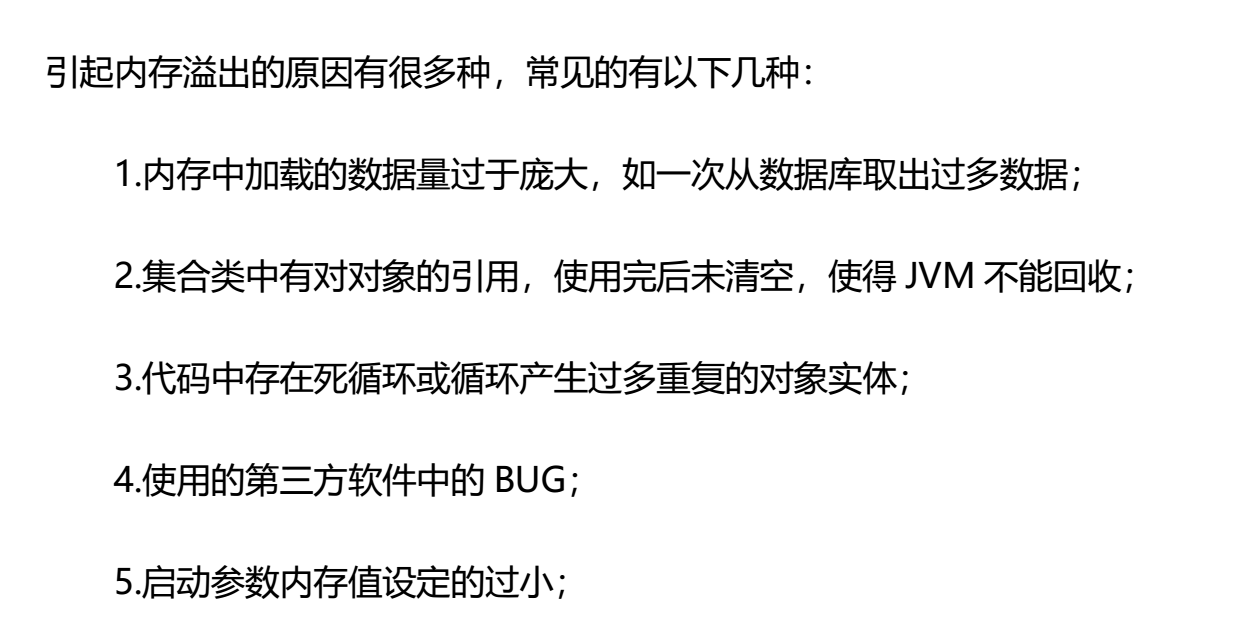 引起内存溢出的原因有很多种，常见的有以下几种：
1.内存中加载的数据量过于庞大，如一次从数据库取出过多数据；
2.集合类中有对对象的引用，使用完后未清空，使得 JVM 不能回收；
3.代码中存在死循环或循环产生过多重复的对象实体；
4.使用的第三方软件中的 BUG；
5.启动参数内存值设定的过小；